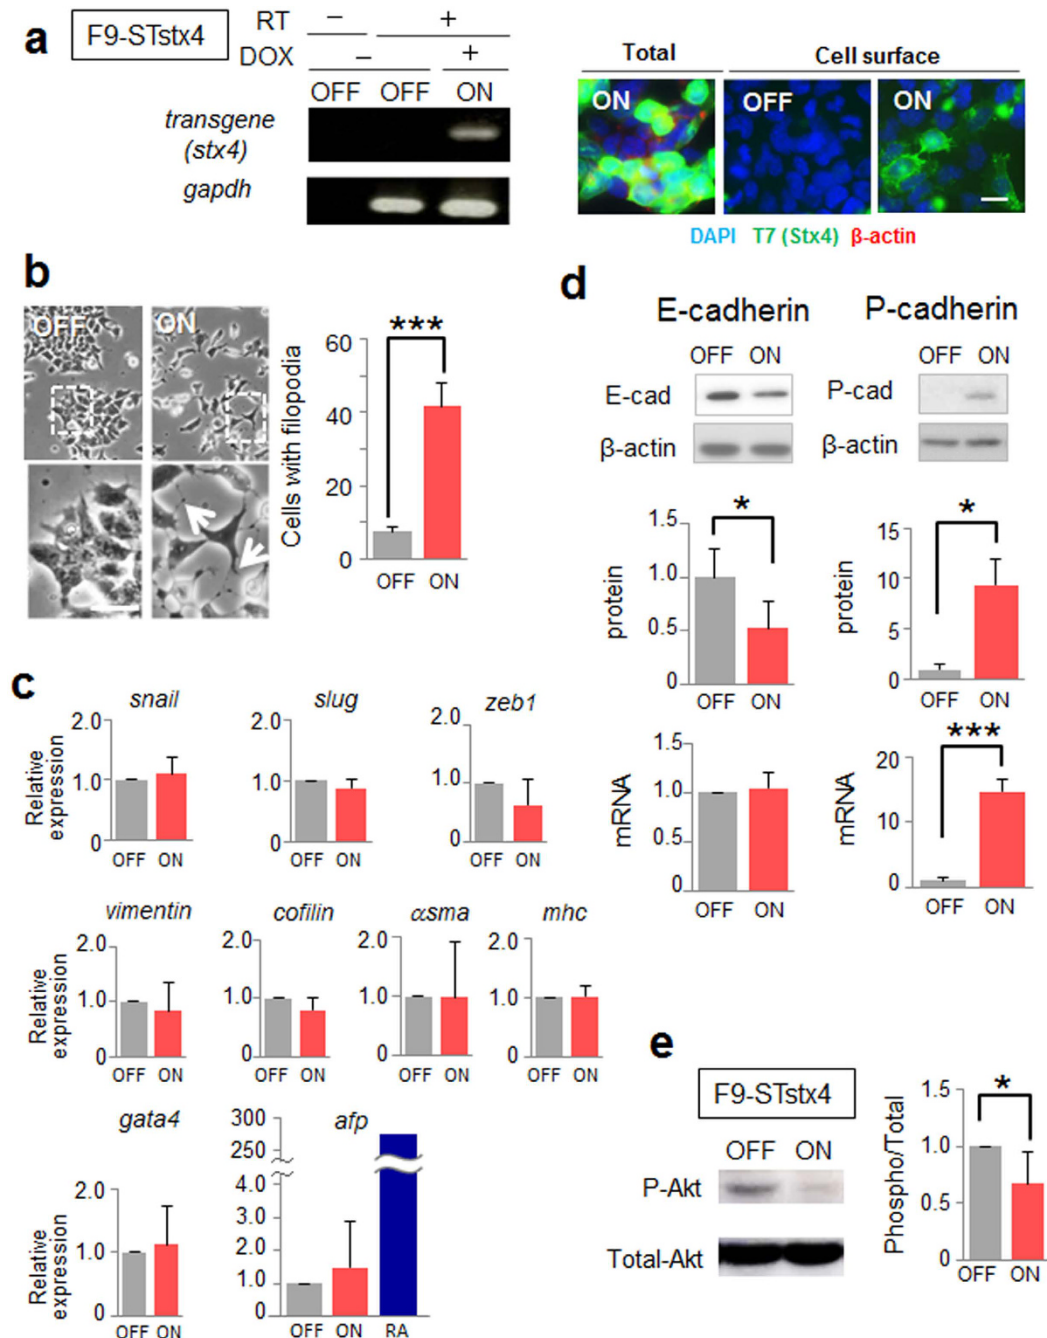 a
F9-STstx4
RT − +
DOX − +
OFF OFF ON
transgene
(stx4)
gapdh
Total Cell surface
ON OFF ON
DAPI T7 (Stx4) β-actin
b
OFF ON
***
Cells with filopodia
60
40
20
0
OFF ON
c
snail slug zeb1
Relative
expression
2.0 2.0 2.0
1.0 1.0 1.0
0 0 0
OFF ON OFF ON OFF ON
vimentin cofilin αsma mhc
Relative
expression
2.0 2.0 2.0 2.0
1.0 1.0 1.0 1.0
0 0 0 0
OFF ON OFF ON OFF ON OFF ON
gata4
Relative
expression
2.0
1.0
0
OFF ON
afp
300
250
4.0
3.0
2.0
1.0
0
OFF ON RA
d
E-cadherin P-cadherin
OFF ON OFF ON
E-cad P-cad
β-actin β-actin
* *
protein protein
1.5 15
1.0 10
0.5 5
0 0
OFF ON OFF ON
***
mRNA mRNA
1.5 20
1.0 10
0.5 0
0
OFF ON OFF ON
e
F9-STstx4
OFF ON
P-Akt
Total-Akt
*
Phospho/Total
1.5
1.0
0.5
0
OFF ON